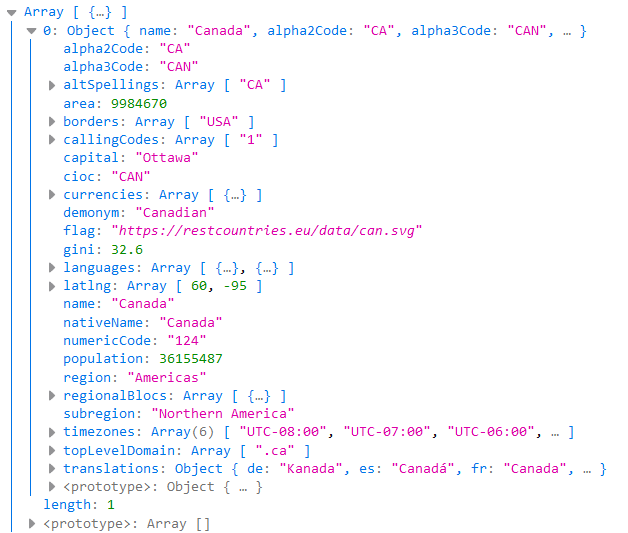 Array [ {…} ]
0: Object { name: "Canada", alpha2Code: "CA", alpha3Code: "CAN", … }
alpha2Code: "CA"
alpha3Code: "CAN"
altSpellings: Array [ "CA" ]
area: 9984670
borders: Array [ "USA" ]
callingCodes: Array [ "1" ]
capital: "Ottawa"
cioc: "CAN"
currencies: Array [ {…} ]
demonym: "Canadian"
flag: "https://restcountries.eu/data/can.svg"
gini: 32.6
languages: Array [ {…}, {…} ]
latlng: Array [ 60, -95 ]
name: "Canada"
nativeName: "Canada"
numericCode: "124"
population: 36155487
region: "Americas"
regionalBlocs: Array [ {…} ]
subregion: "Northern America"
timezones: Array(6) [ "UTC-08:00", "UTC-07:00", "UTC-06:00", … ]
topLevelDomain: Array [ ".ca" ]
translations: Object { de: "Kanada", es: "Canadá", fr: "Canada", … }
<prototype>: Object { … }
length: 1
<prototype>: Array []